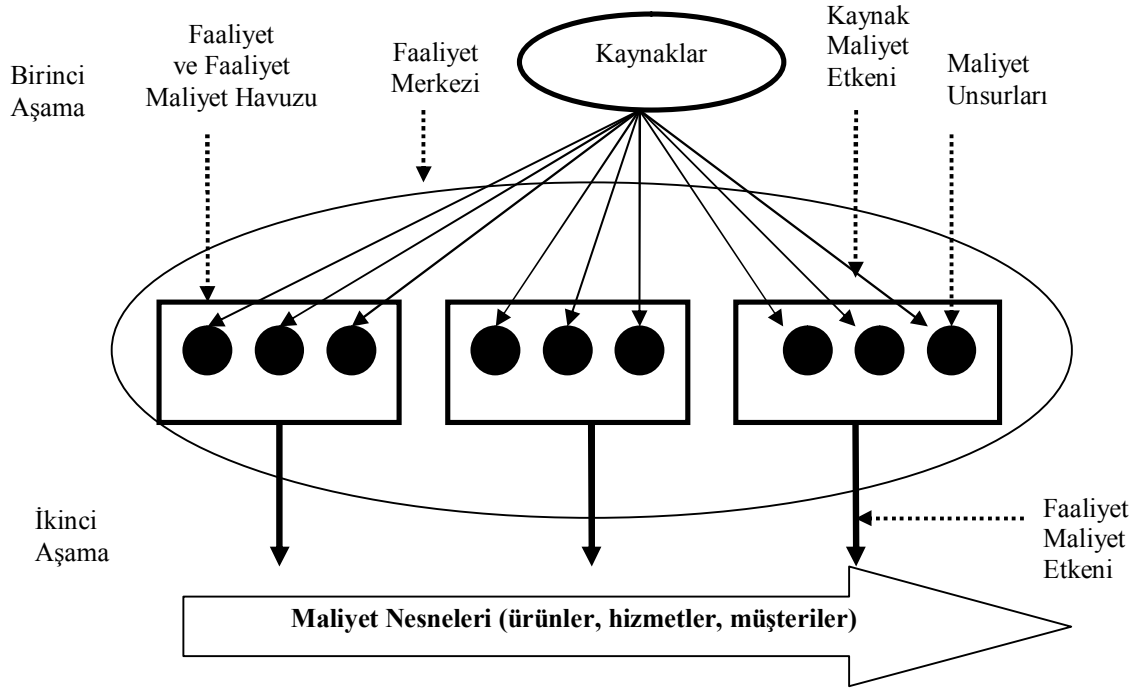 Birinci
Aşama
Faaliyet
ve Faaliyet
Maliyet Havuzu
Faaliyet
Merkezi
Kaynaklar
Kaynak
Maliyet
Etkeni
Maliyet
Unsurları
İkinci
Aşama
Faaliyet
Maliyet
Etkeni
Maliyet Nesneleri (ürünler, hizmetler, müşteriler)